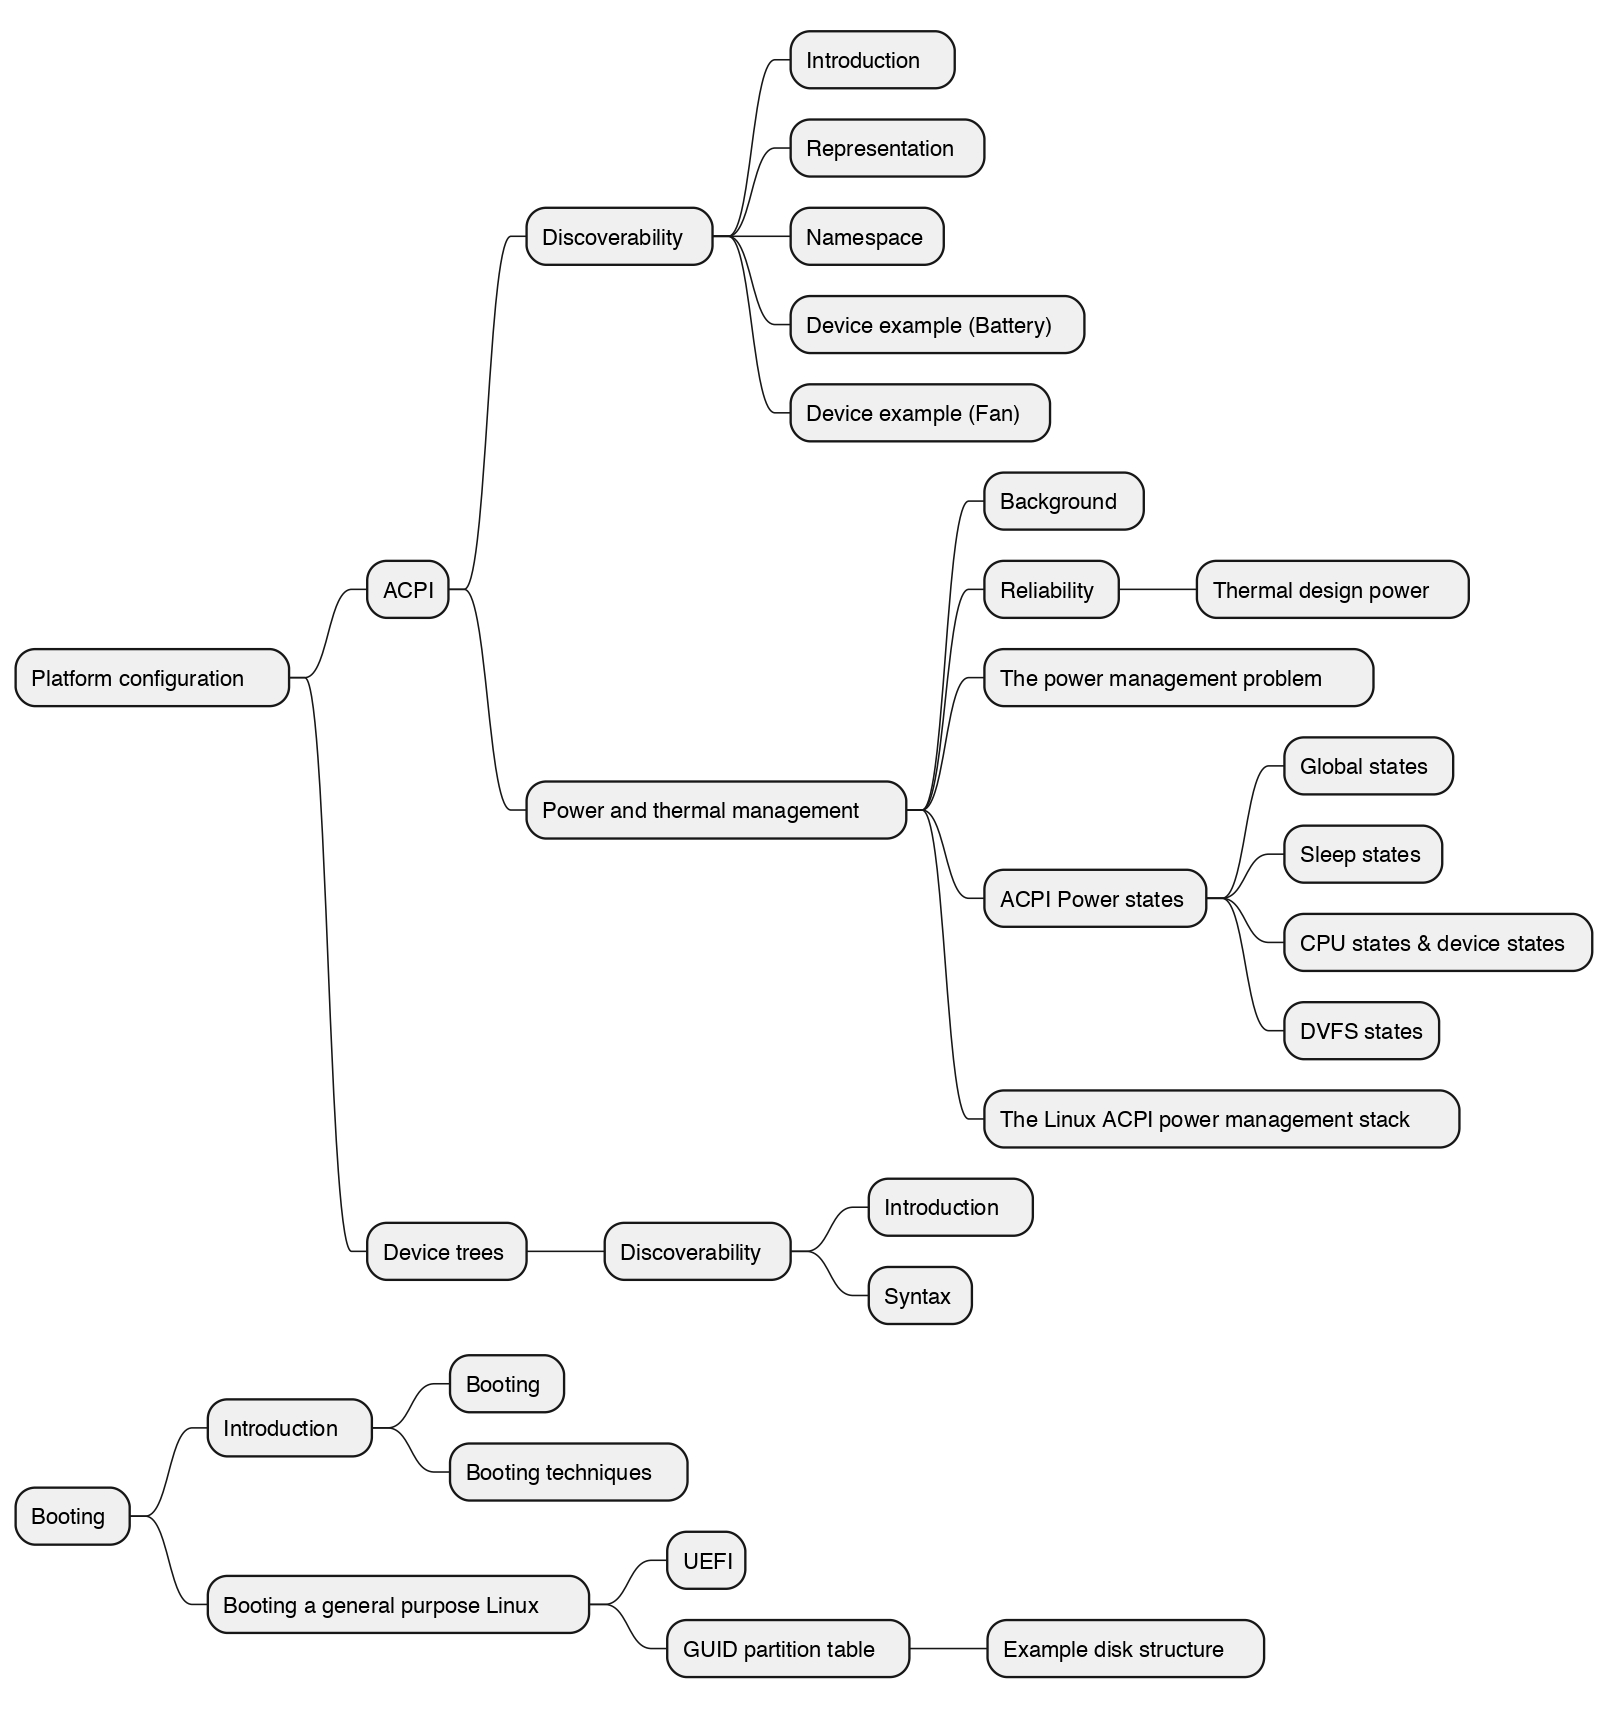 Platform configuration
ACPI
Discoverability
Introduction
Representation
Namespace
Device example (Battery)
Device example (Fan)
Power and thermal management
Background
Reliability
Thermal design power
The power management problem
ACPI Power states
Global states
Sleep states
CPU states & device states
DVFS states
The Linux ACPI power management stack
Device trees
Discoverability
Introduction
Syntax
Booting
Introduction
Booting
Booting techniques
Booting a general purpose Linux
UEFI
GUID partition table
Example disk structure